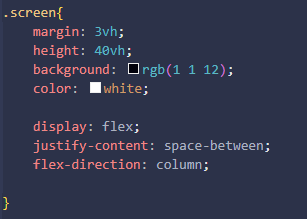 .screen{
margin: 3vh;
height: 40vh;
background: rgb(1 1 12);
color: white;
display: flex;
justify-content: space-between;
flex-direction: column;
}